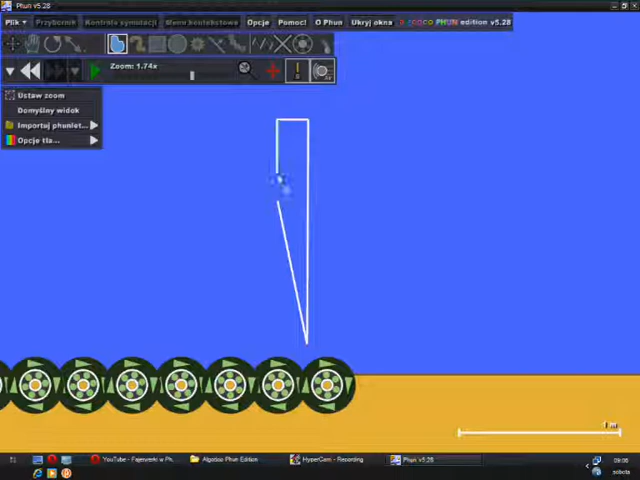 Phun v5.28
Plik
Przybornik
Kontrola symulacji
Menu kontekstowe
Opcje
Pomoc!
O Phun
Ukryj okna
PHUN edition v5.28
Zoom: 1.74x
Ustaw zoom
Domyślny widok
Importuj phunlet...
Opcje tła...
1 m
YouTube - Fajerwerki w Ph...
Algodoo Phun Edition
HyperCam - Recording
Phun v5.28
sobota